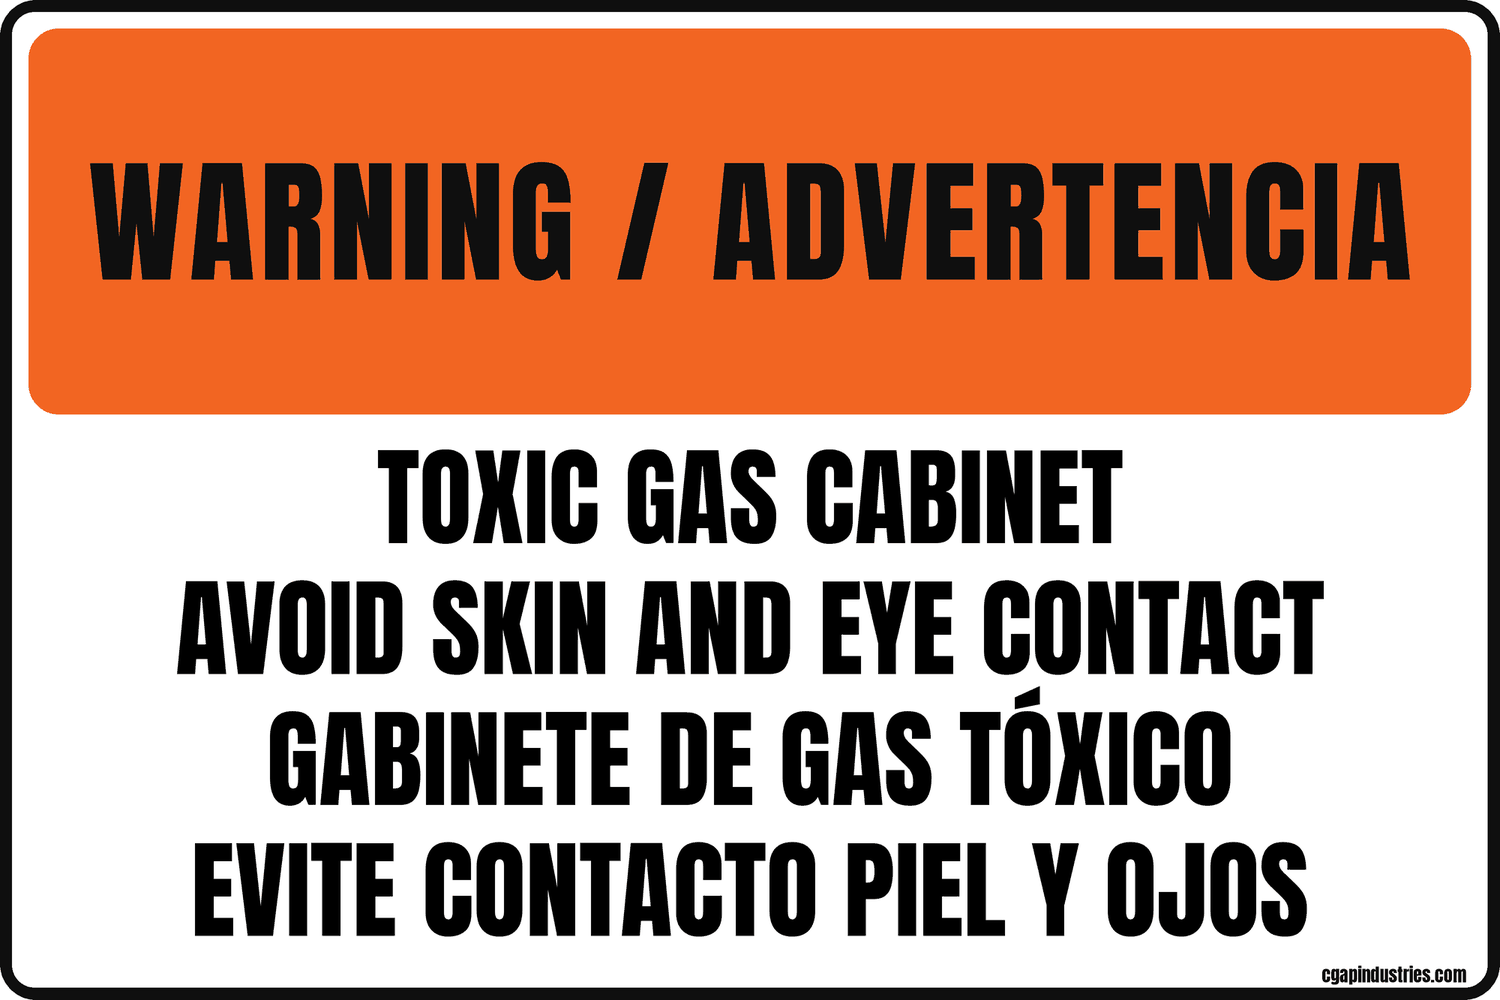 WARNING / ADVERTENCIA
TOXIC GAS CABINET
AVOID SKIN AND EYE CONTACT
GABINETE DE GAS TÓXICO
EVITE CONTACTO PIEL Y OJOS
cgapindustries.com